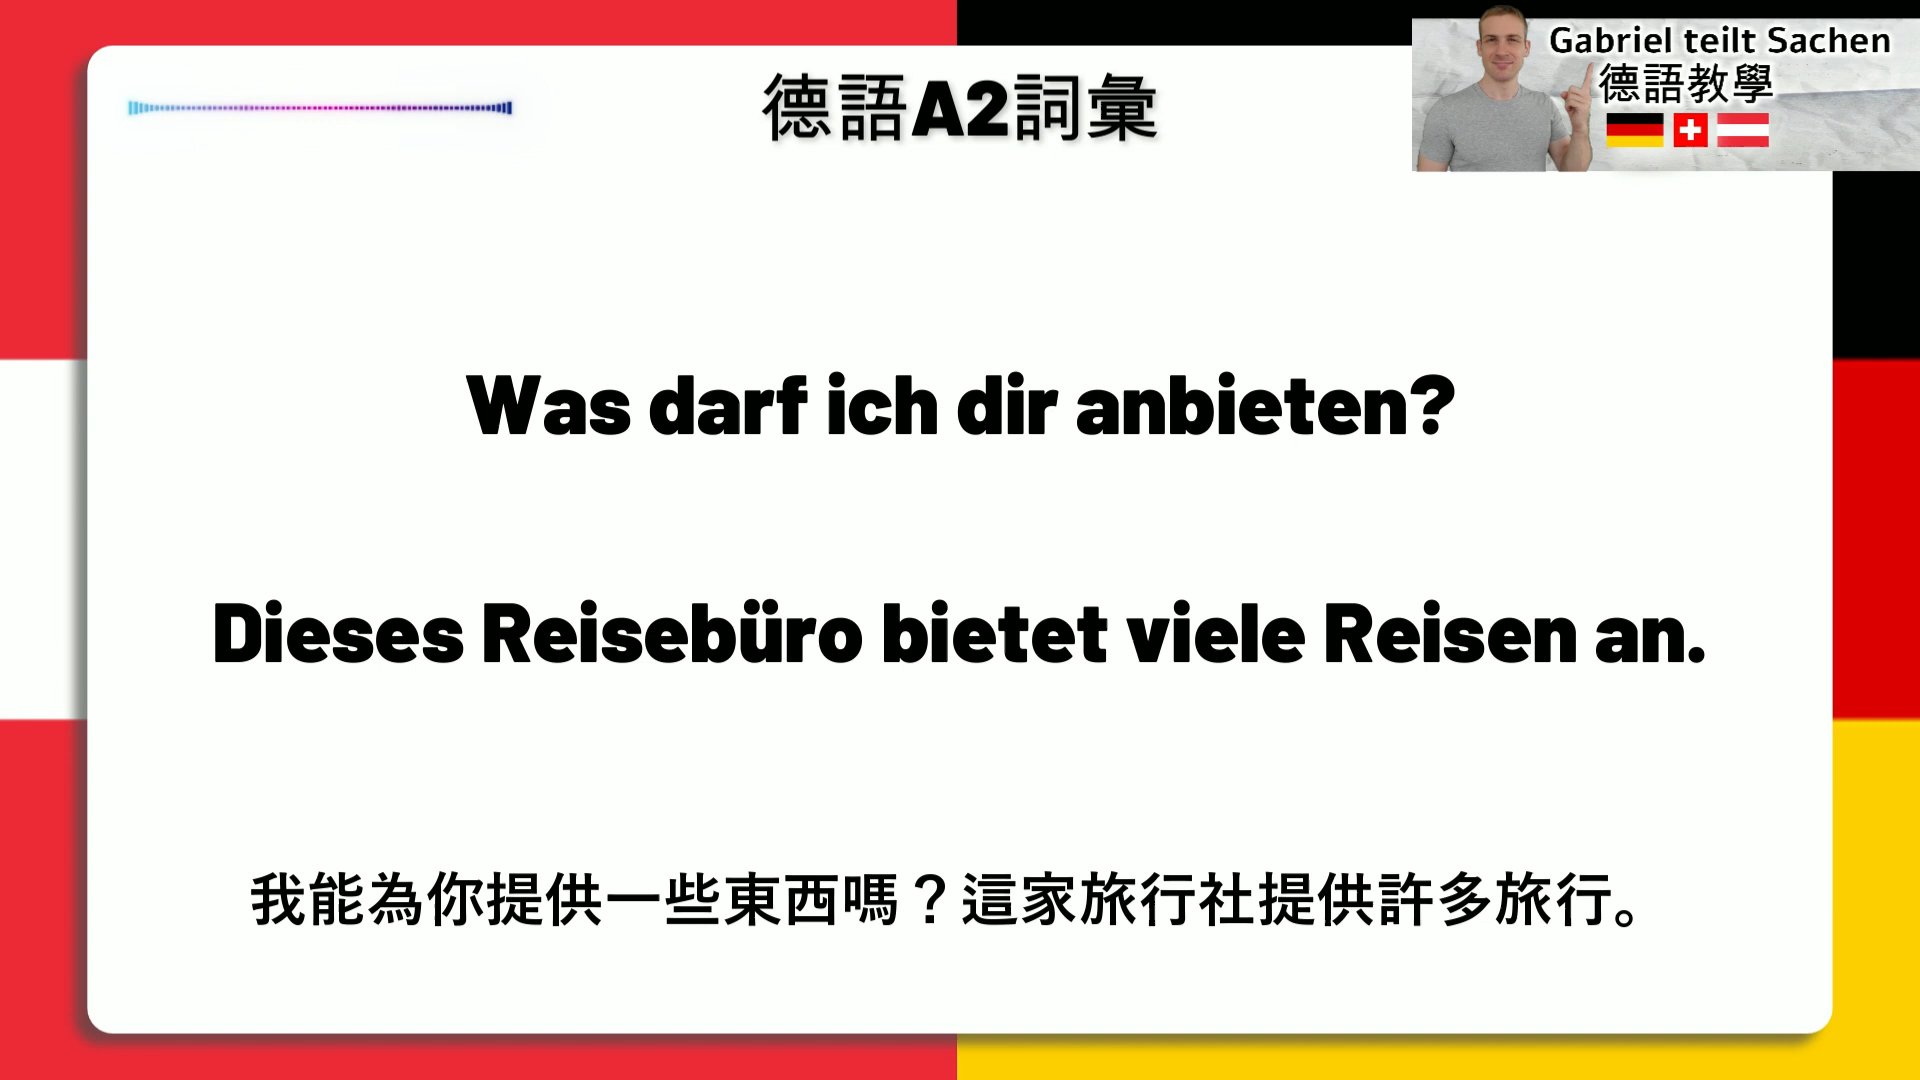 德語A2詞彙
Gabriel teilt Sachen
德語教學
Was darf ich dir anbieten?
Dieses Reisebüro bietet viele Reisen an.
我能為你提供一些東西嗎？這家旅行社提供許多旅行。